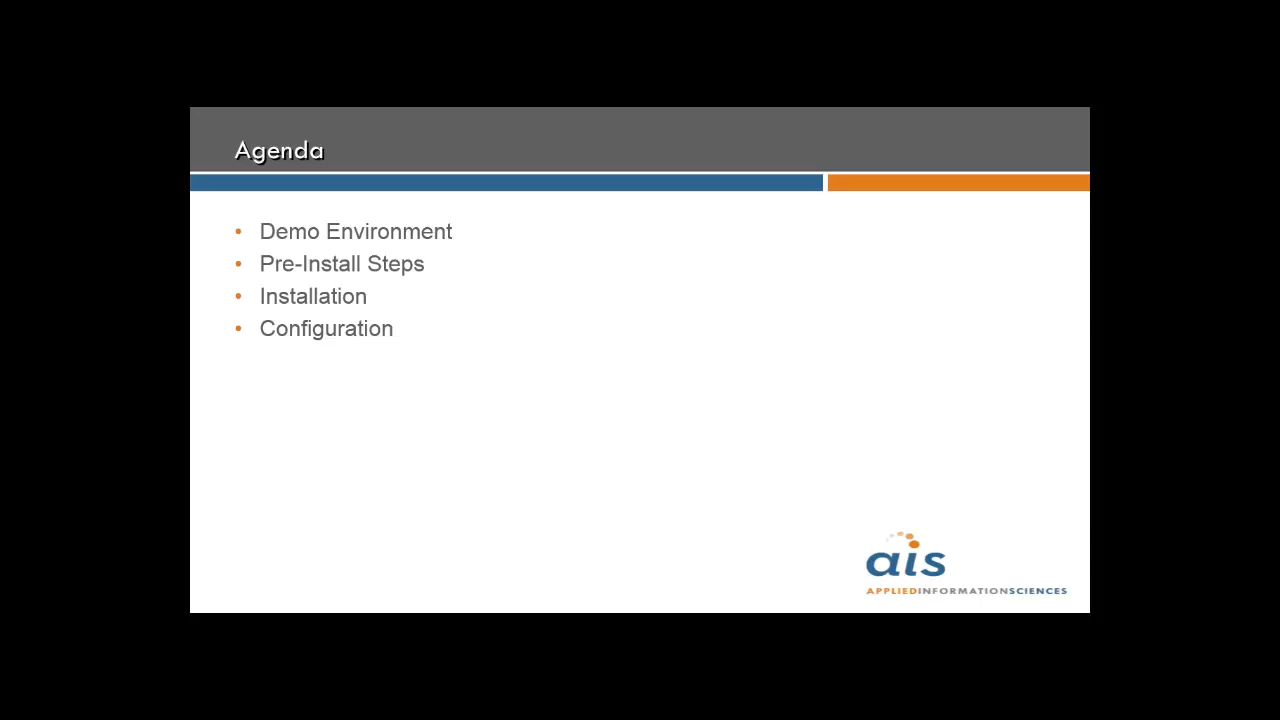 Agenda
• Demo Environment
• Pre-Install Steps
• Installation
• Configuration
ais
APPLIEDINFORMATIONSCIENCES